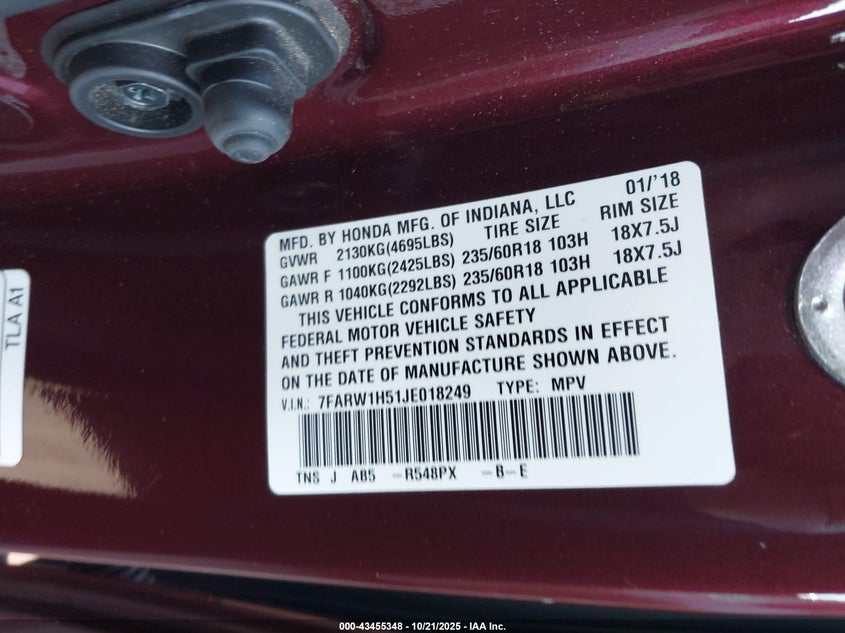 01/'18
MFD. BY HONDA MFG. OF INDIANA, LLC
GVWR 2130KG(4695LBS) TIRE SIZE RIM SIZE
GAWR F 1100KG(2425LBS) 235/60R18 103H 18X7.5J
GAWR R 1040KG(2292LBS) 235/60R18 103H 18X7.5J
THIS VEHICLE CONFORMS TO ALL APPLICABLE
FEDERAL MOTOR VEHICLE SAFETY
AND THEFT PREVENTION STANDARDS IN EFFECT
ON THE DATE OF MANUFACTURE SHOWN ABOVE.
V.I.N.: 7FARW1H51JE018249 TYPE: MPV
TNS J AB5 -R548PX -B-E
TLA A1
000-43455348 - 10/21/2025 - IAA Inc.